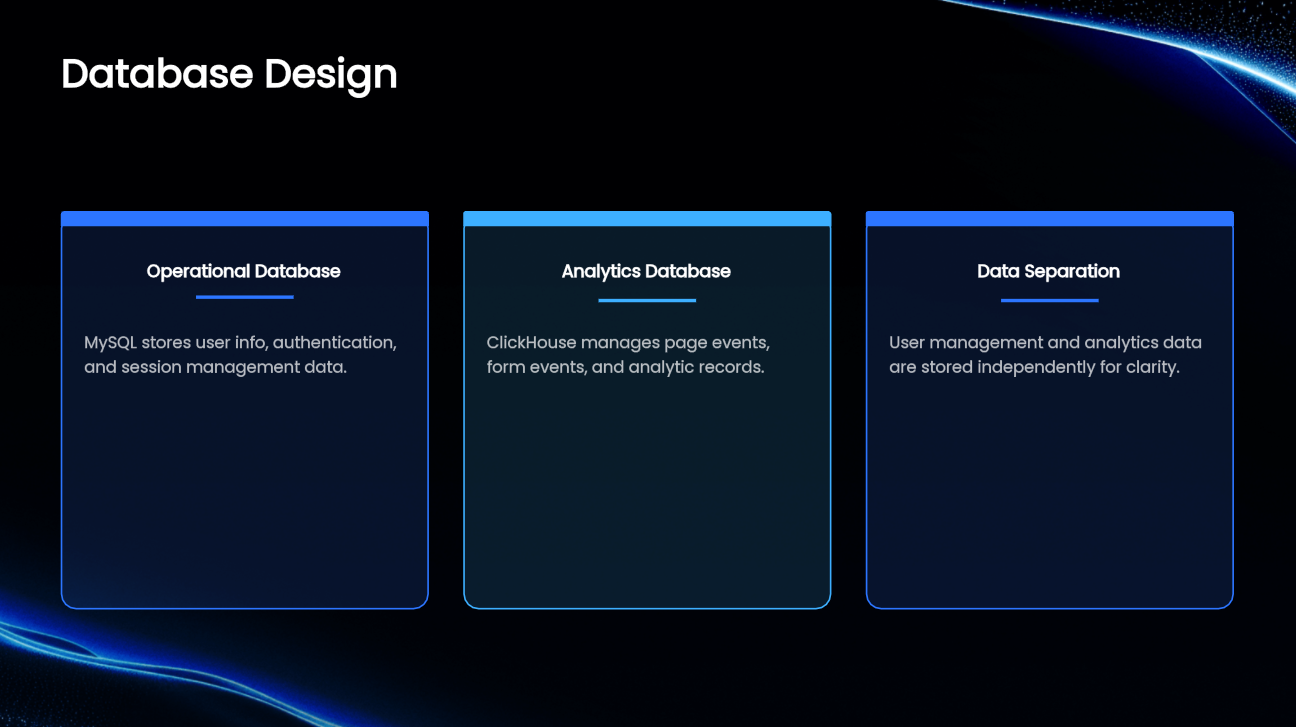 Database Design
Operational Database
MySQL stores user info, authentication,
and session management data.
Analytics Database
ClickHouse manages page events,
form events, and analytic records.
Data Separation
User management and analytics data
are stored independently for clarity.